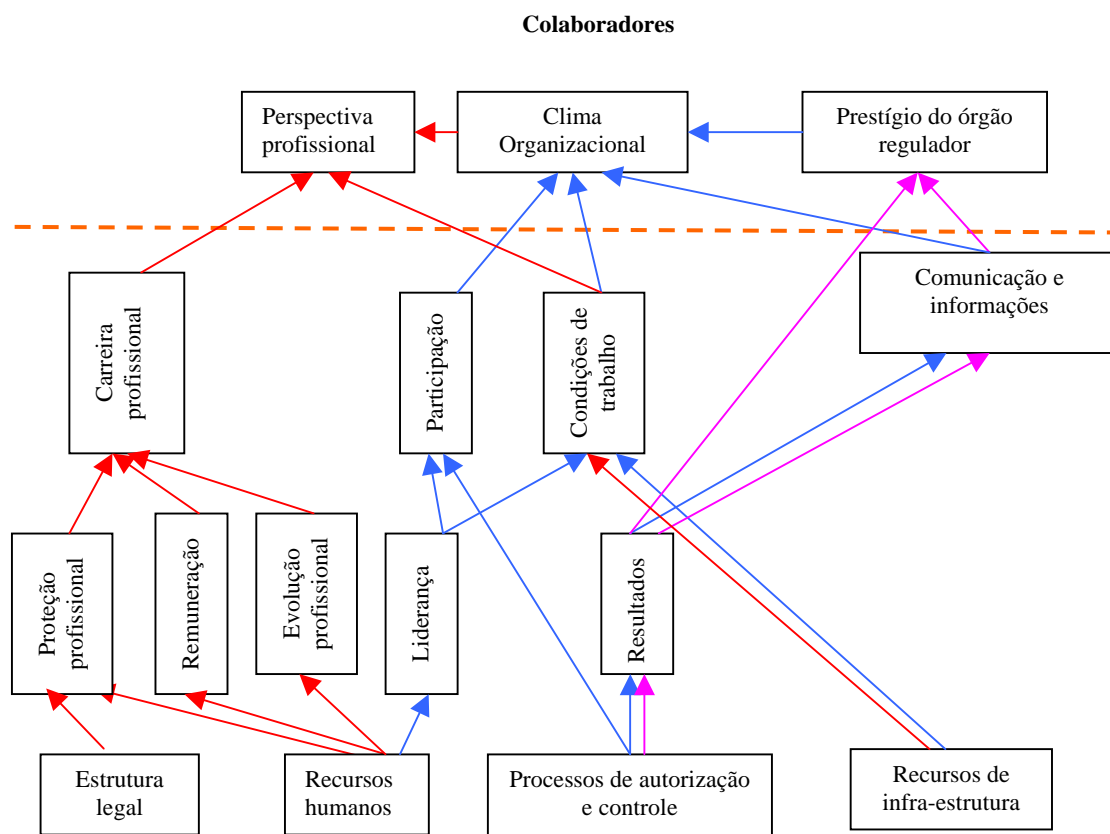 Colaboradores
Perspectiva
profissional
Clima
Organizacional
Prestígio do órgão
regulador
Comunicação e
informações
Carreira
profissional
Participação
Condições de
trabalho
Proteção
profissional
Remuneração
Evolução
profissional
Liderança
Resultados
Estrutura
legal
Recursos
humanos
Processos de autorização
e controle
Recursos de
infra-estrutura